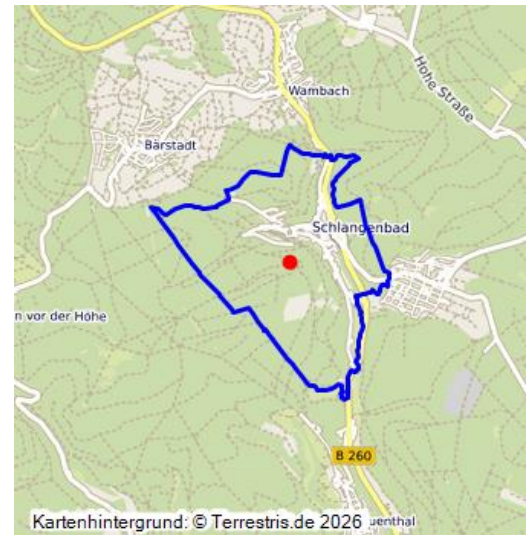 Hohe Straße
Wambach
Bärstadt
Schlangenbad
n vor der Höhe
B 260
Kartenhintergrund: © Terrestris.de 2026
uenthal